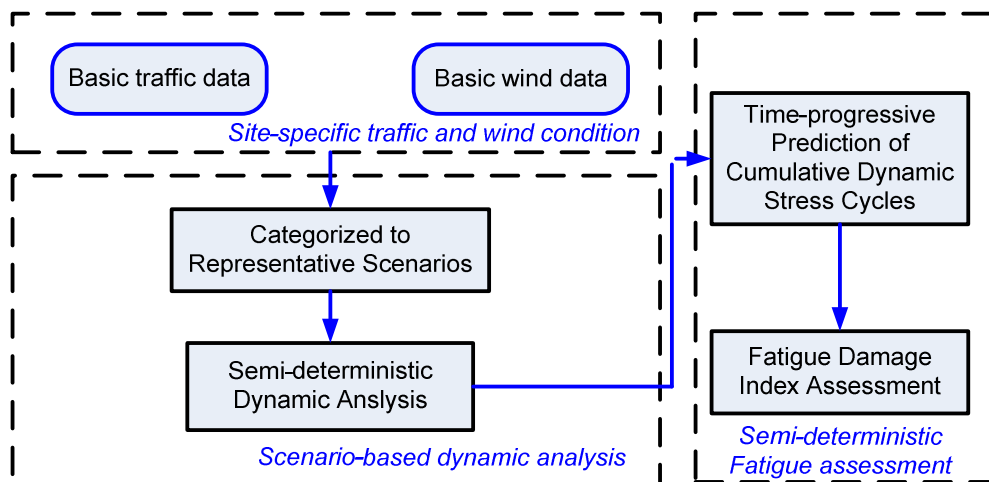 Basic traffic data
Basic wind data
Site-specific traffic and wind condition
Categorized to
Representative Scenarios
Semi-deterministic
Dynamic Anslysis
Scenario-based dynamic analysis
Time-progressive
Prediction of
Cumulative Dynamic
Stress Cycles
Fatigue Damage
Index Assessment
Semi-deterministic
Fatigue assessment